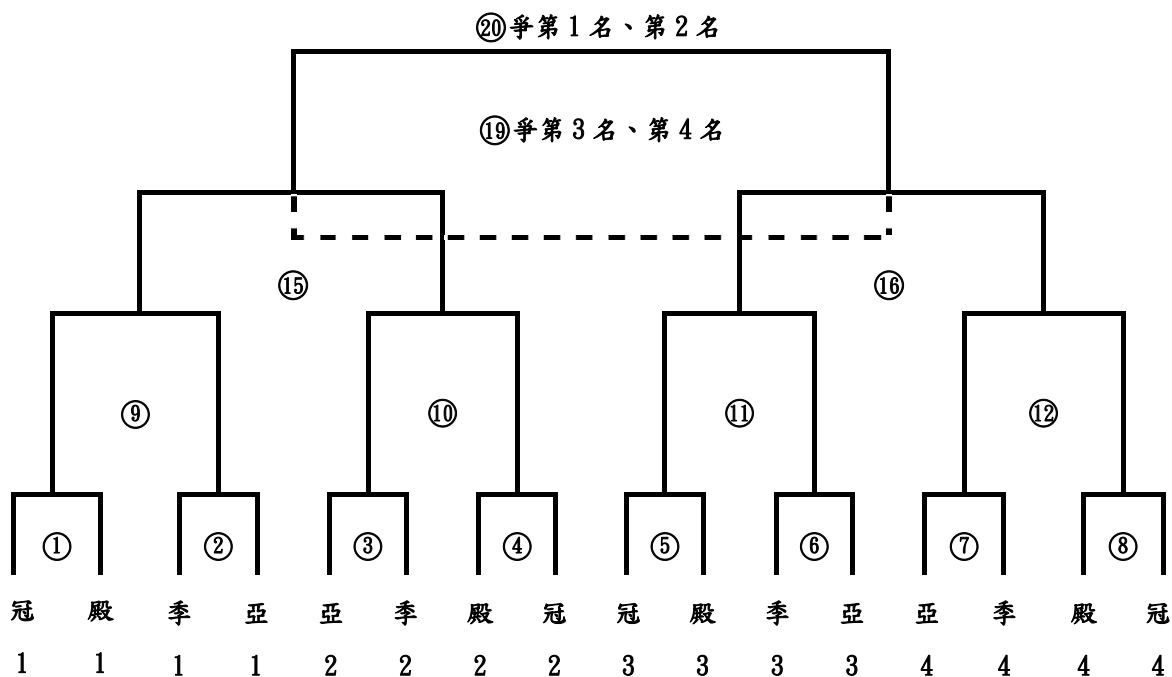 ⑳爭第1名、第2名
⑲爭第3名、第4名
⑮ ⑯
⑨ ⑩ ⑪ ⑫
① ② ③ ④ ⑤ ⑥ ⑦ ⑧
冠 殿 季 亞 亞 季 殿 冠 冠 殿 季 亞 亞 季 殿 冠
1 1 1 1 2 2 2 2 3 3 3 3 4 4 4 4